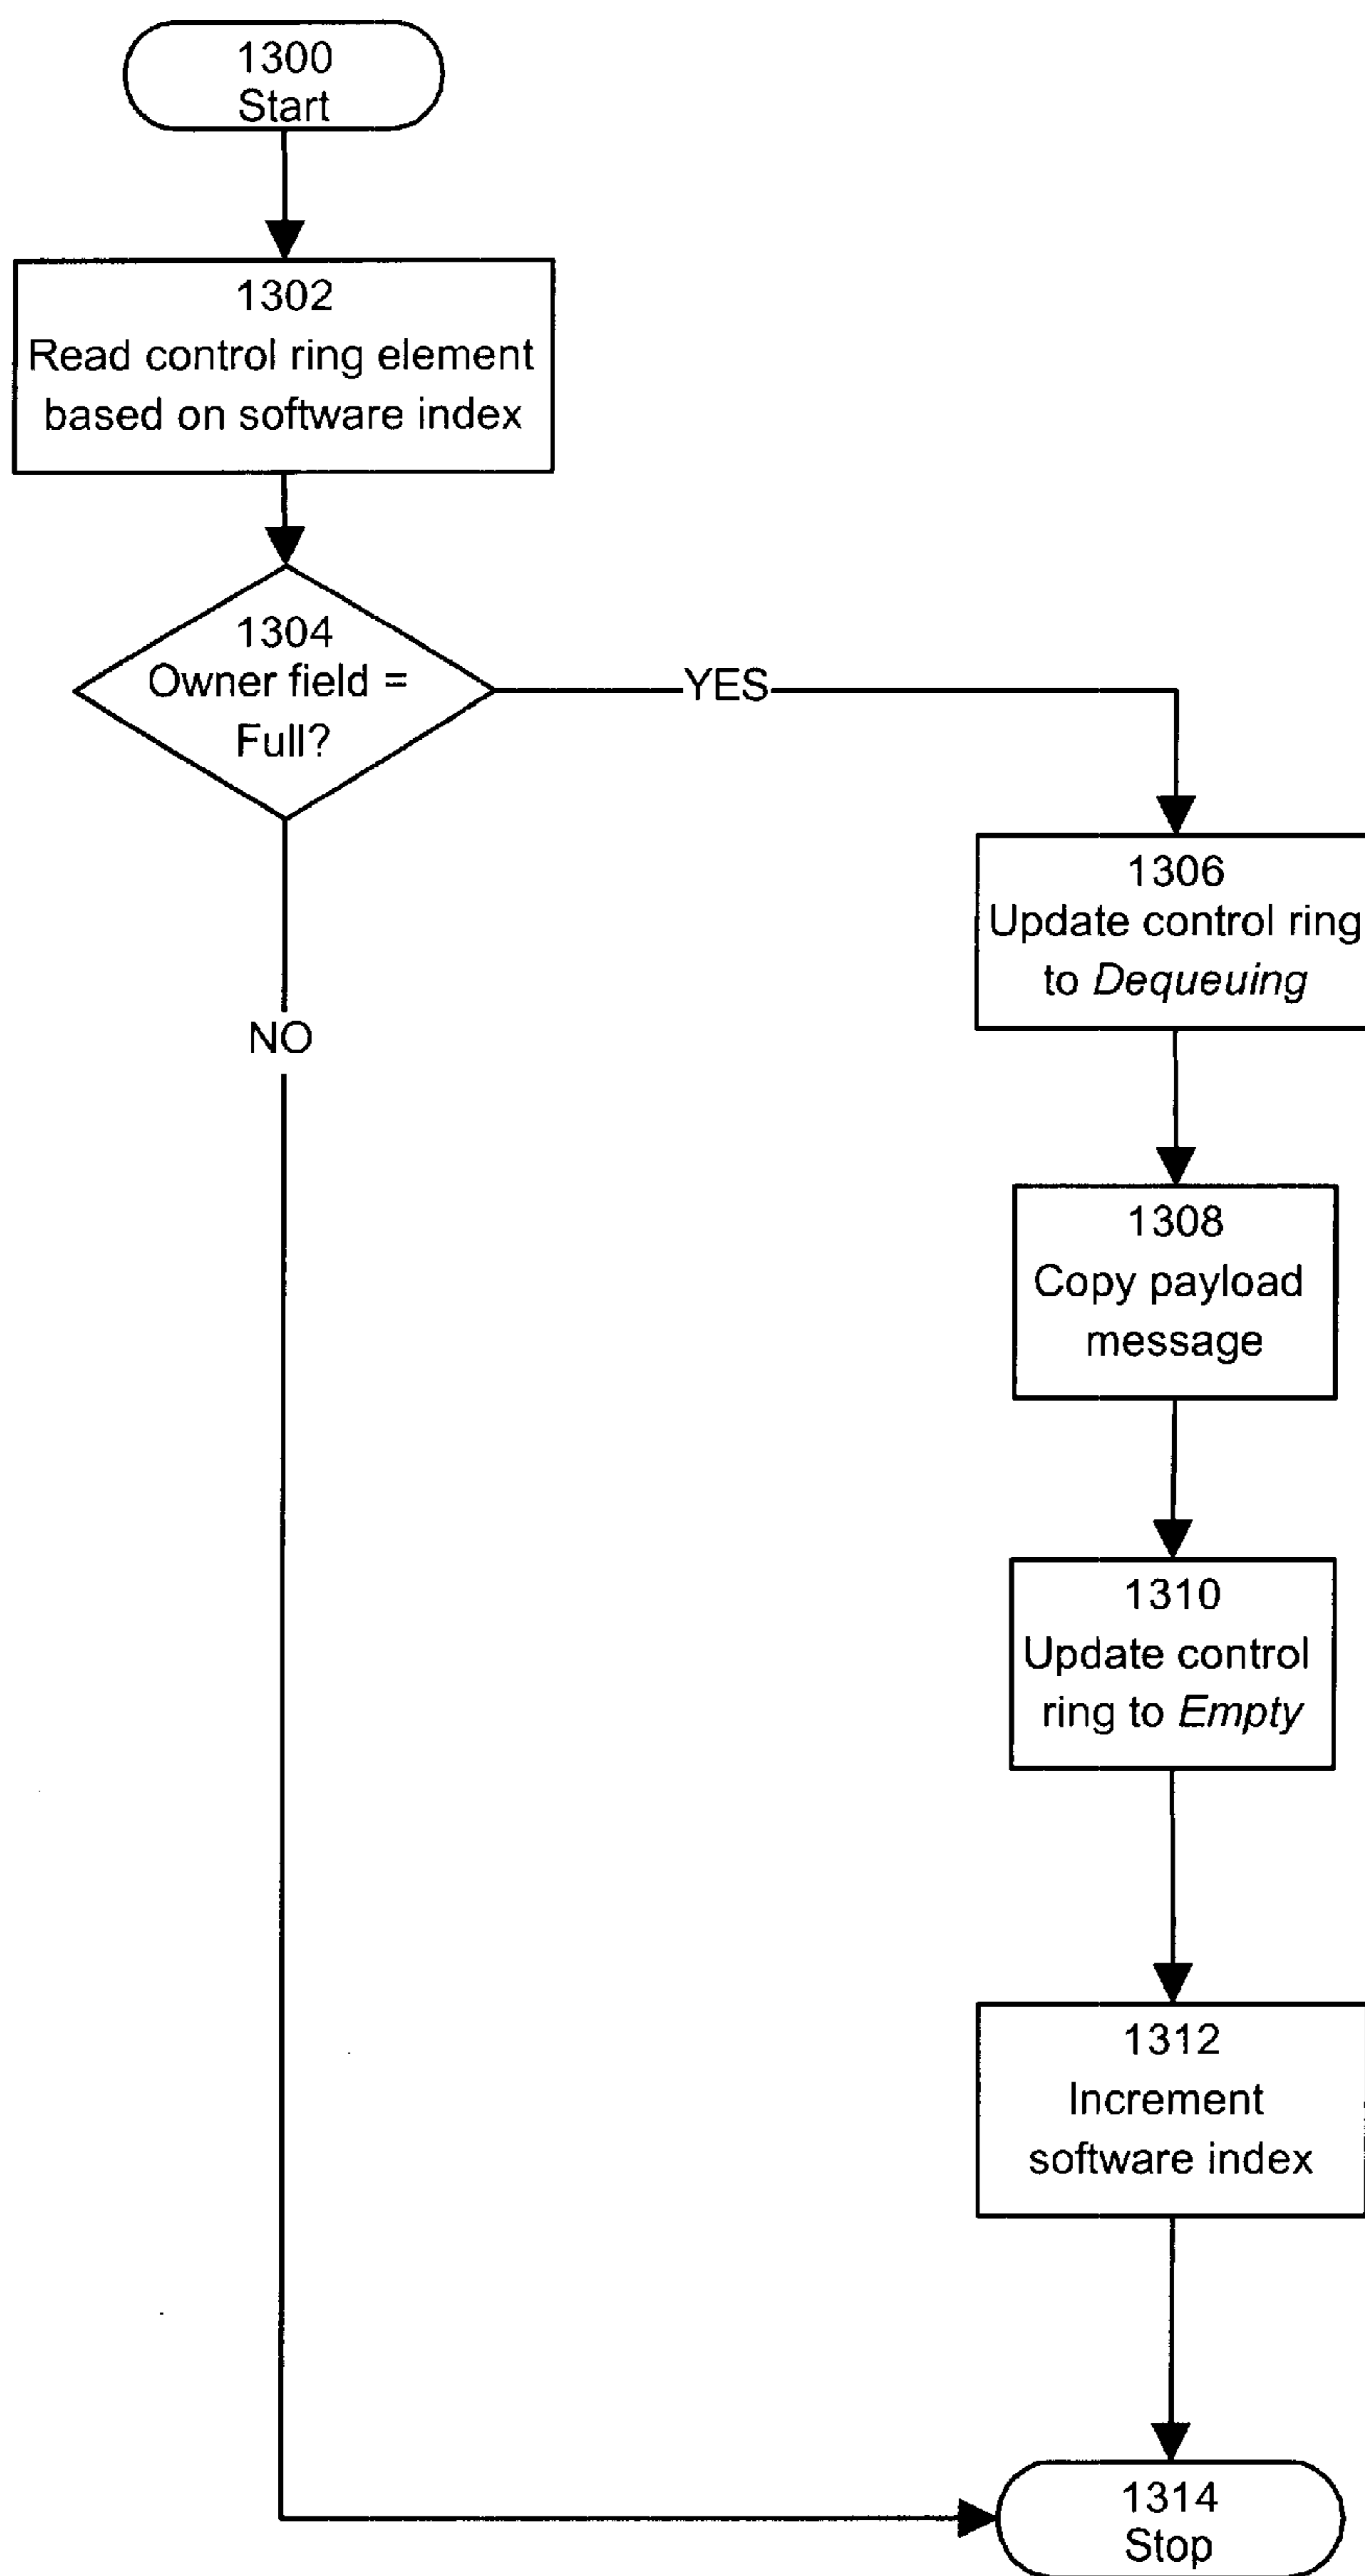 1300
Start
1302
Read control ring element
based on software index
1304
Owner field =
Full?
YES
NO
1306
Update control ring
to Dequeuing
1308
Copy payload
message
1310
Update control
ring to Empty
1312
Increment
software index
1314
Stop